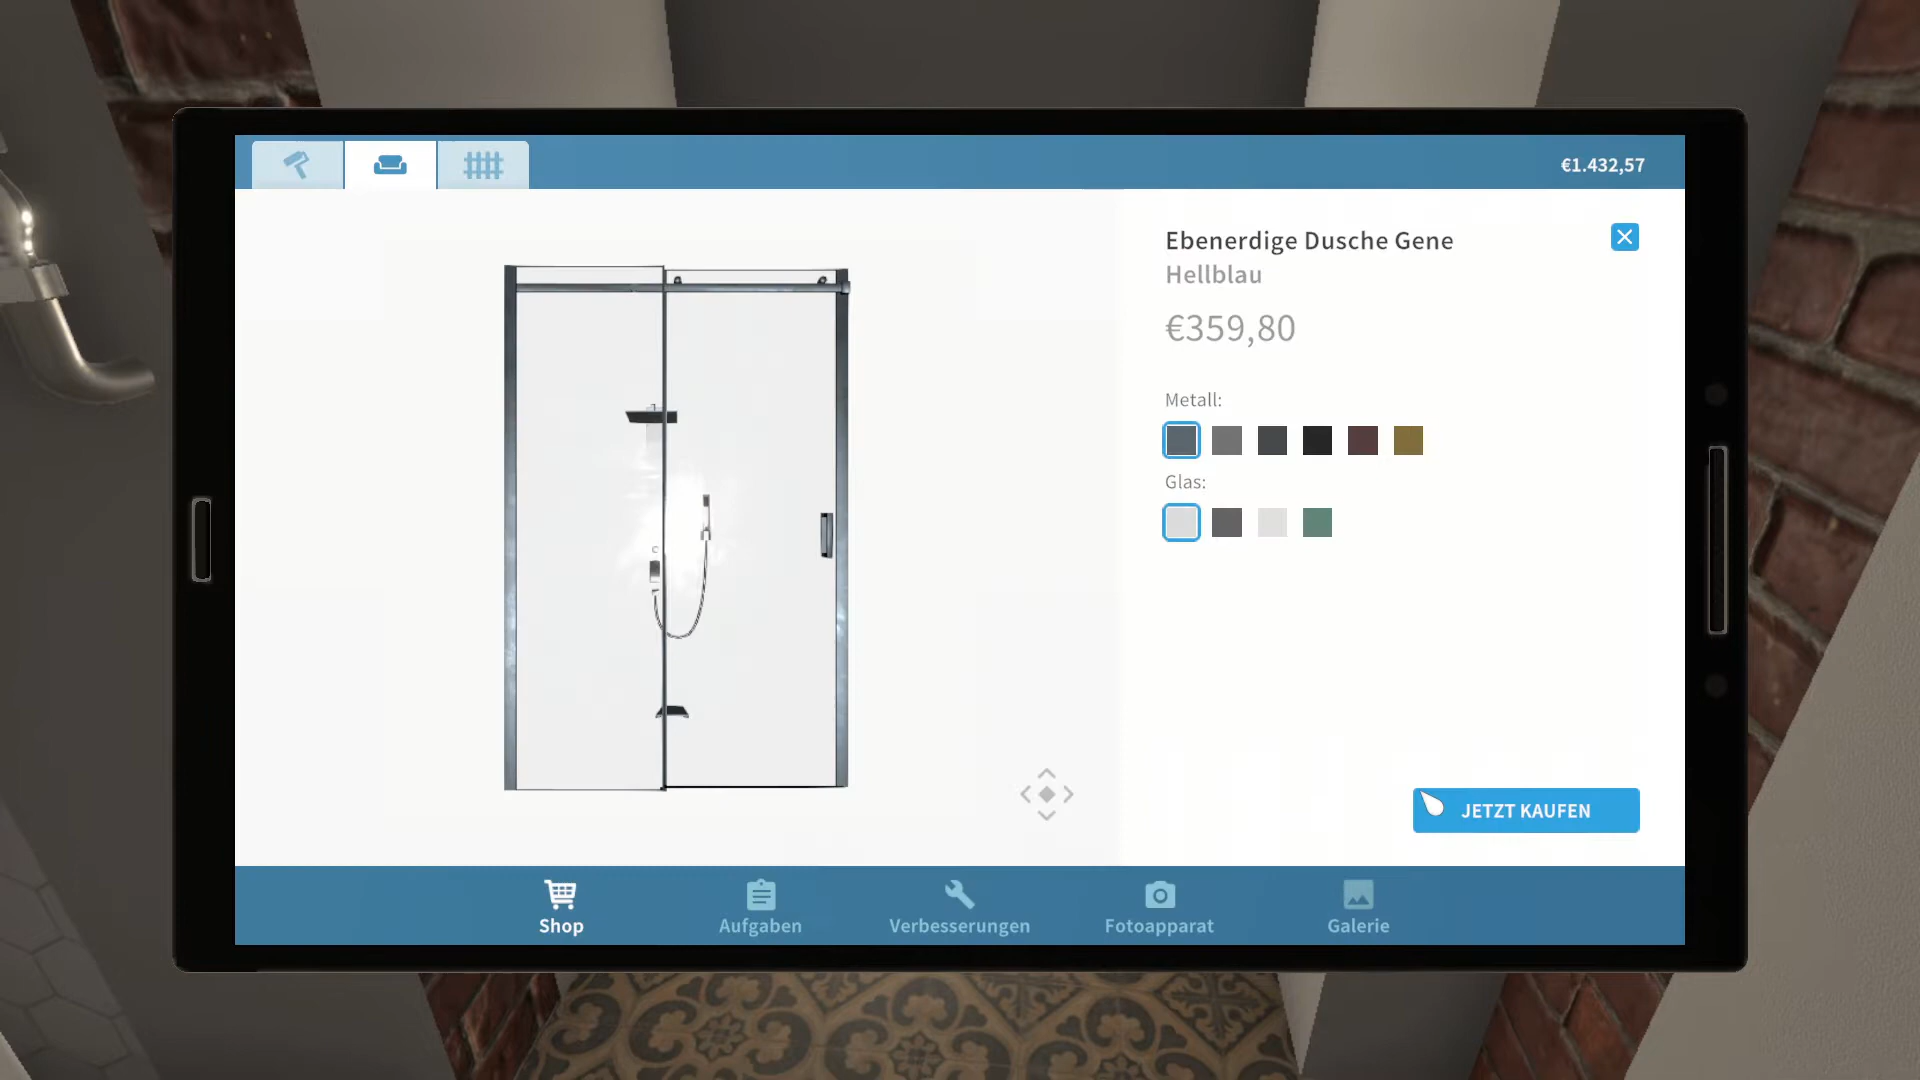 €1.432,57
Ebenerdige Dusche Gene
Hellblau
€359,80
Metall:
Glas:
JETZT KAUFEN
Shop
Aufgaben
Verbesserungen
Fotoapparat
Galerie